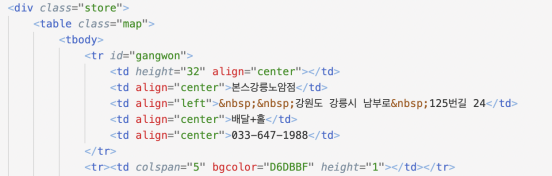 <div class="store">
<table class="map">
<tbody>
<tr id="gangwon">
<td height="32" align="center"></td>
<td align="center">본스강릉노암점</td>
<td align="left">&nbsp;&nbsp;강원도 강릉시 남부로&nbsp;125번길 24</td>
<td align="center">배달+홀</td>
<td align="center">033-647-1988</td>
</tr>
<tr><td colspan="5" bgcolor="D6DBBF" height="1"></td></tr>